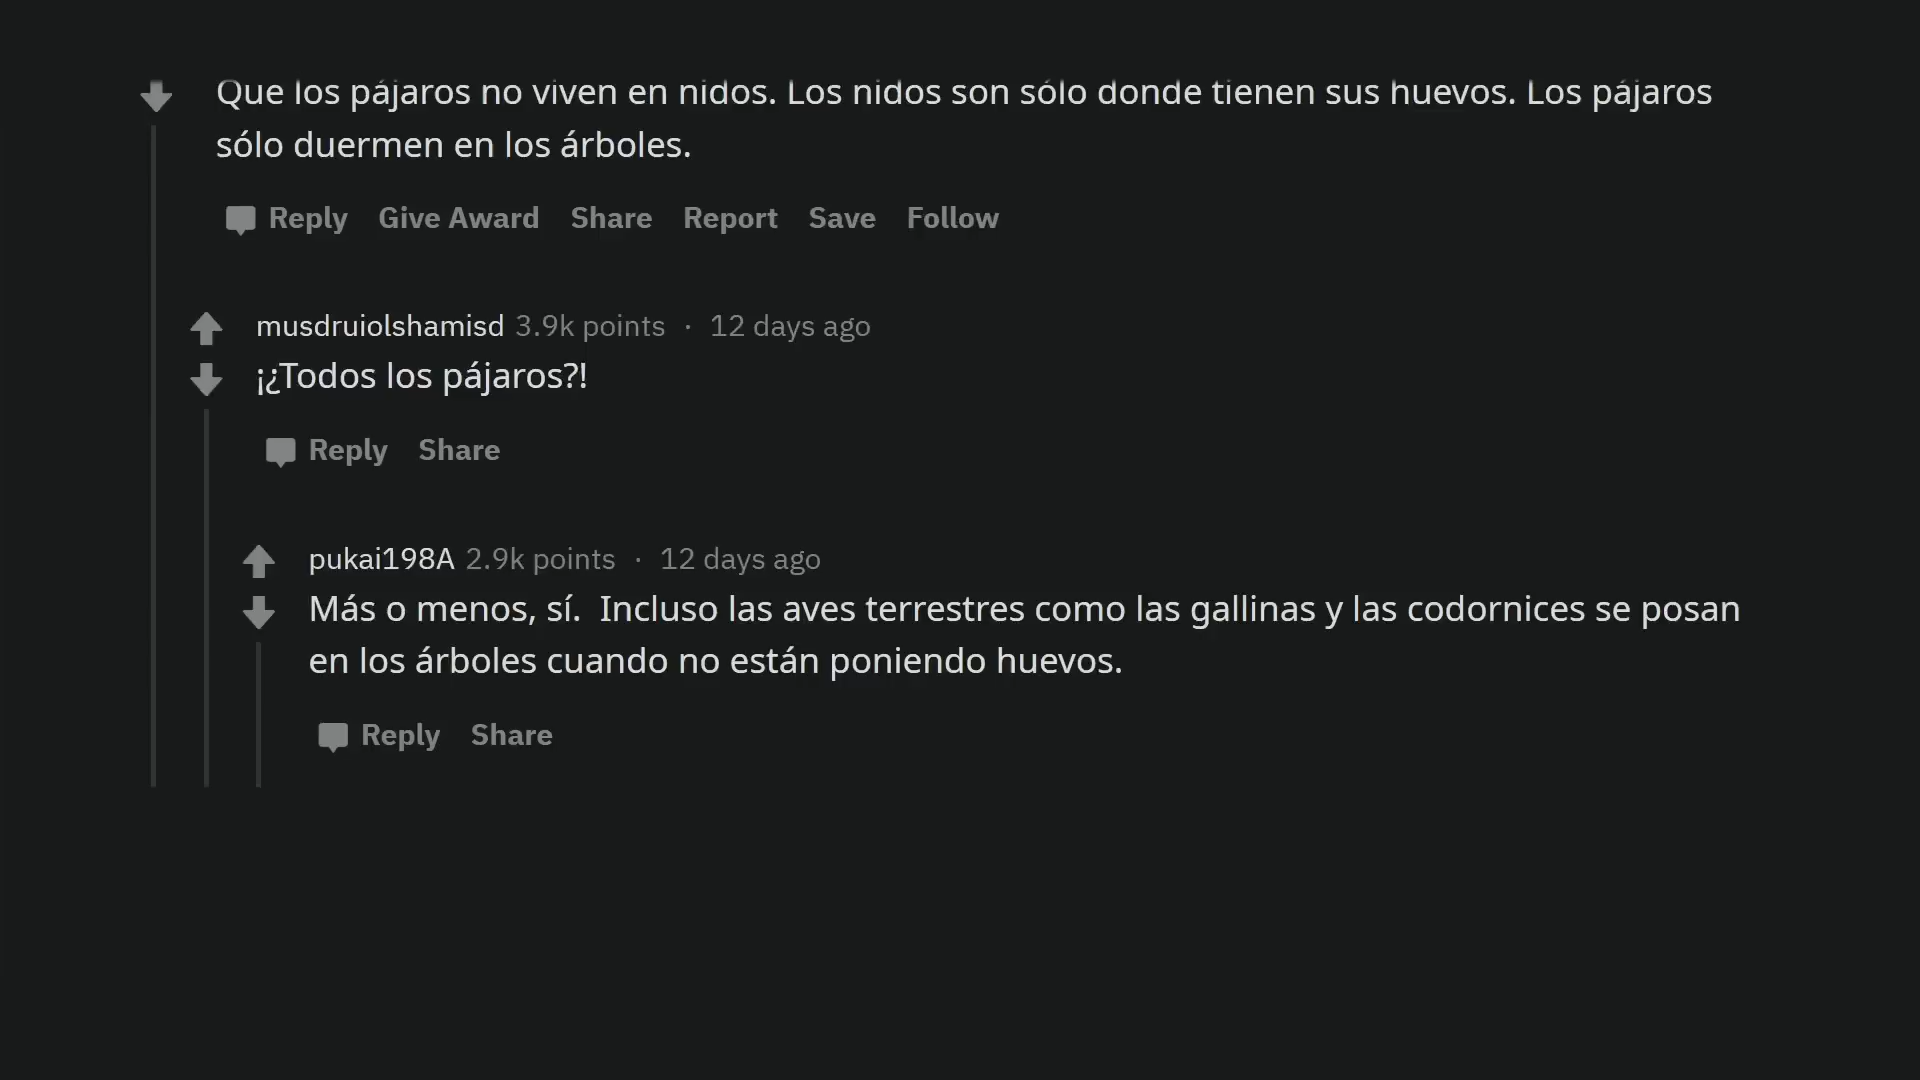 Que los pájaros no viven en nidos. Los nidos son sólo donde tienen sus huevos. Los pájaros
sólo duermen en los árboles.
Reply Give Award Share Report Save Follow
musdruiolshamisd 3.9k points · 12 days ago
¡¿Todos los pájaros?!
Reply Share
pukai198A 2.9k points · 12 days ago
Más o menos, sí.  Incluso las aves terrestres como las gallinas y las codornices se posan
en los árboles cuando no están poniendo huevos.
Reply Share